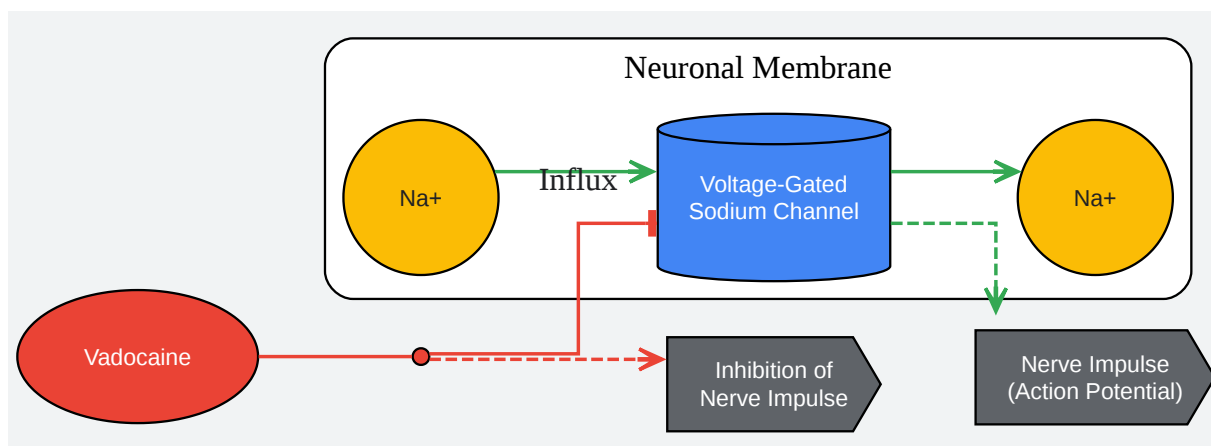 Neuronal Membrane
Na+
Influx
Voltage-Gated
Sodium Channel
Na+
Vadocaine
Inhibition of
Nerve Impulse
Nerve Impulse
(Action Potential)